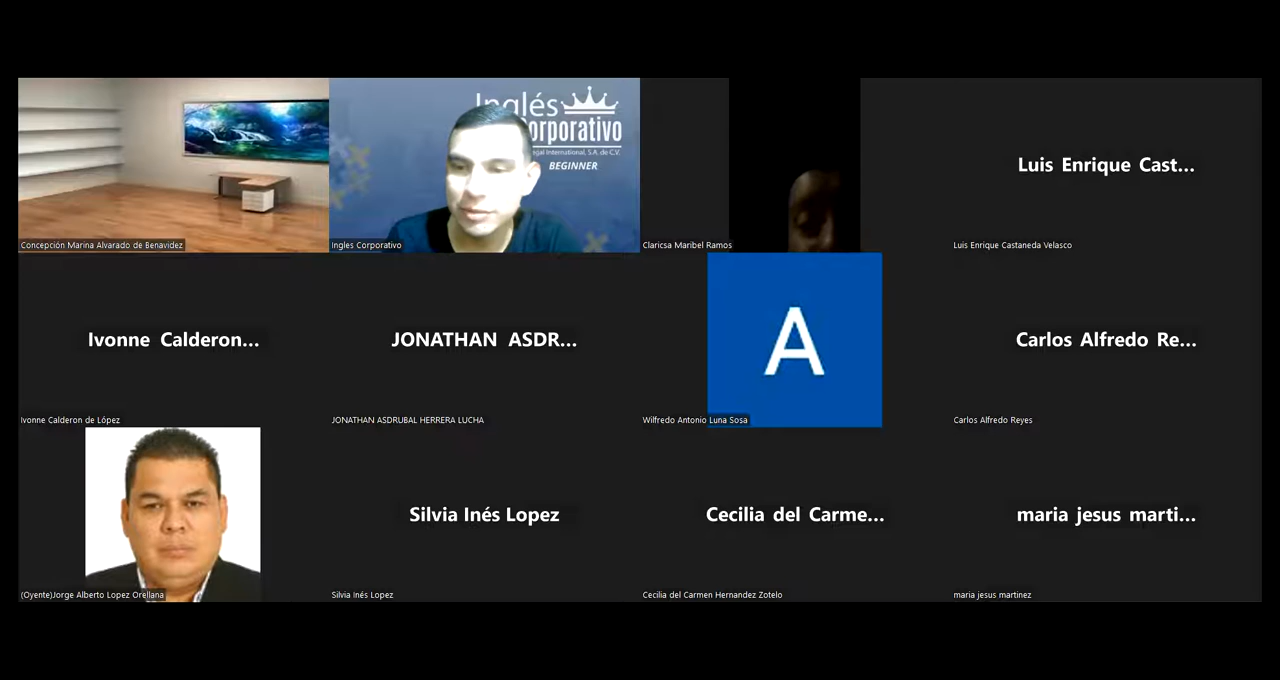 Inglés
Corporativo
egal International, S.A. de C.V.
BEGINNER
Concepción Marina Alvarado de Benavidez
Ingles Corporativo
Claricsa Maribel Ramos
Luis Enrique Cast...
Luis Enrique Castaneda Velasco
Ivonne Calderon...
Ivonne Calderon de López
JONATHAN ASDR...
JONATHAN ASDRUBAL HERRERA LUCHA
A
Wilfredo Antonio Luna Sosa
Carlos Alfredo Re...
Carlos Alfredo Reyes
(Oyente)Jorge Alberto Lopez Orellana
Silvia Inés Lopez
Silvia Inés Lopez
Cecilia del Carme...
Cecilia del Carmen Hernandez Zotelo
maria jesus marti...
maria jesus martinez